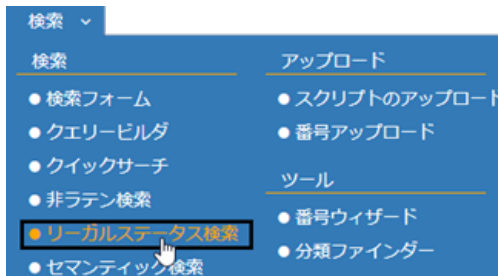 検索
検索
● 検索フォーム
● クエリービルダ
● クイックサーチ
● 非ラテン検索
● リーガルステータス検索
● セマンティック検索
アップロード
● スクリプトのアップロード
● 番号アップロード
ツール
● 番号ウィザード
● 分類ファインダー